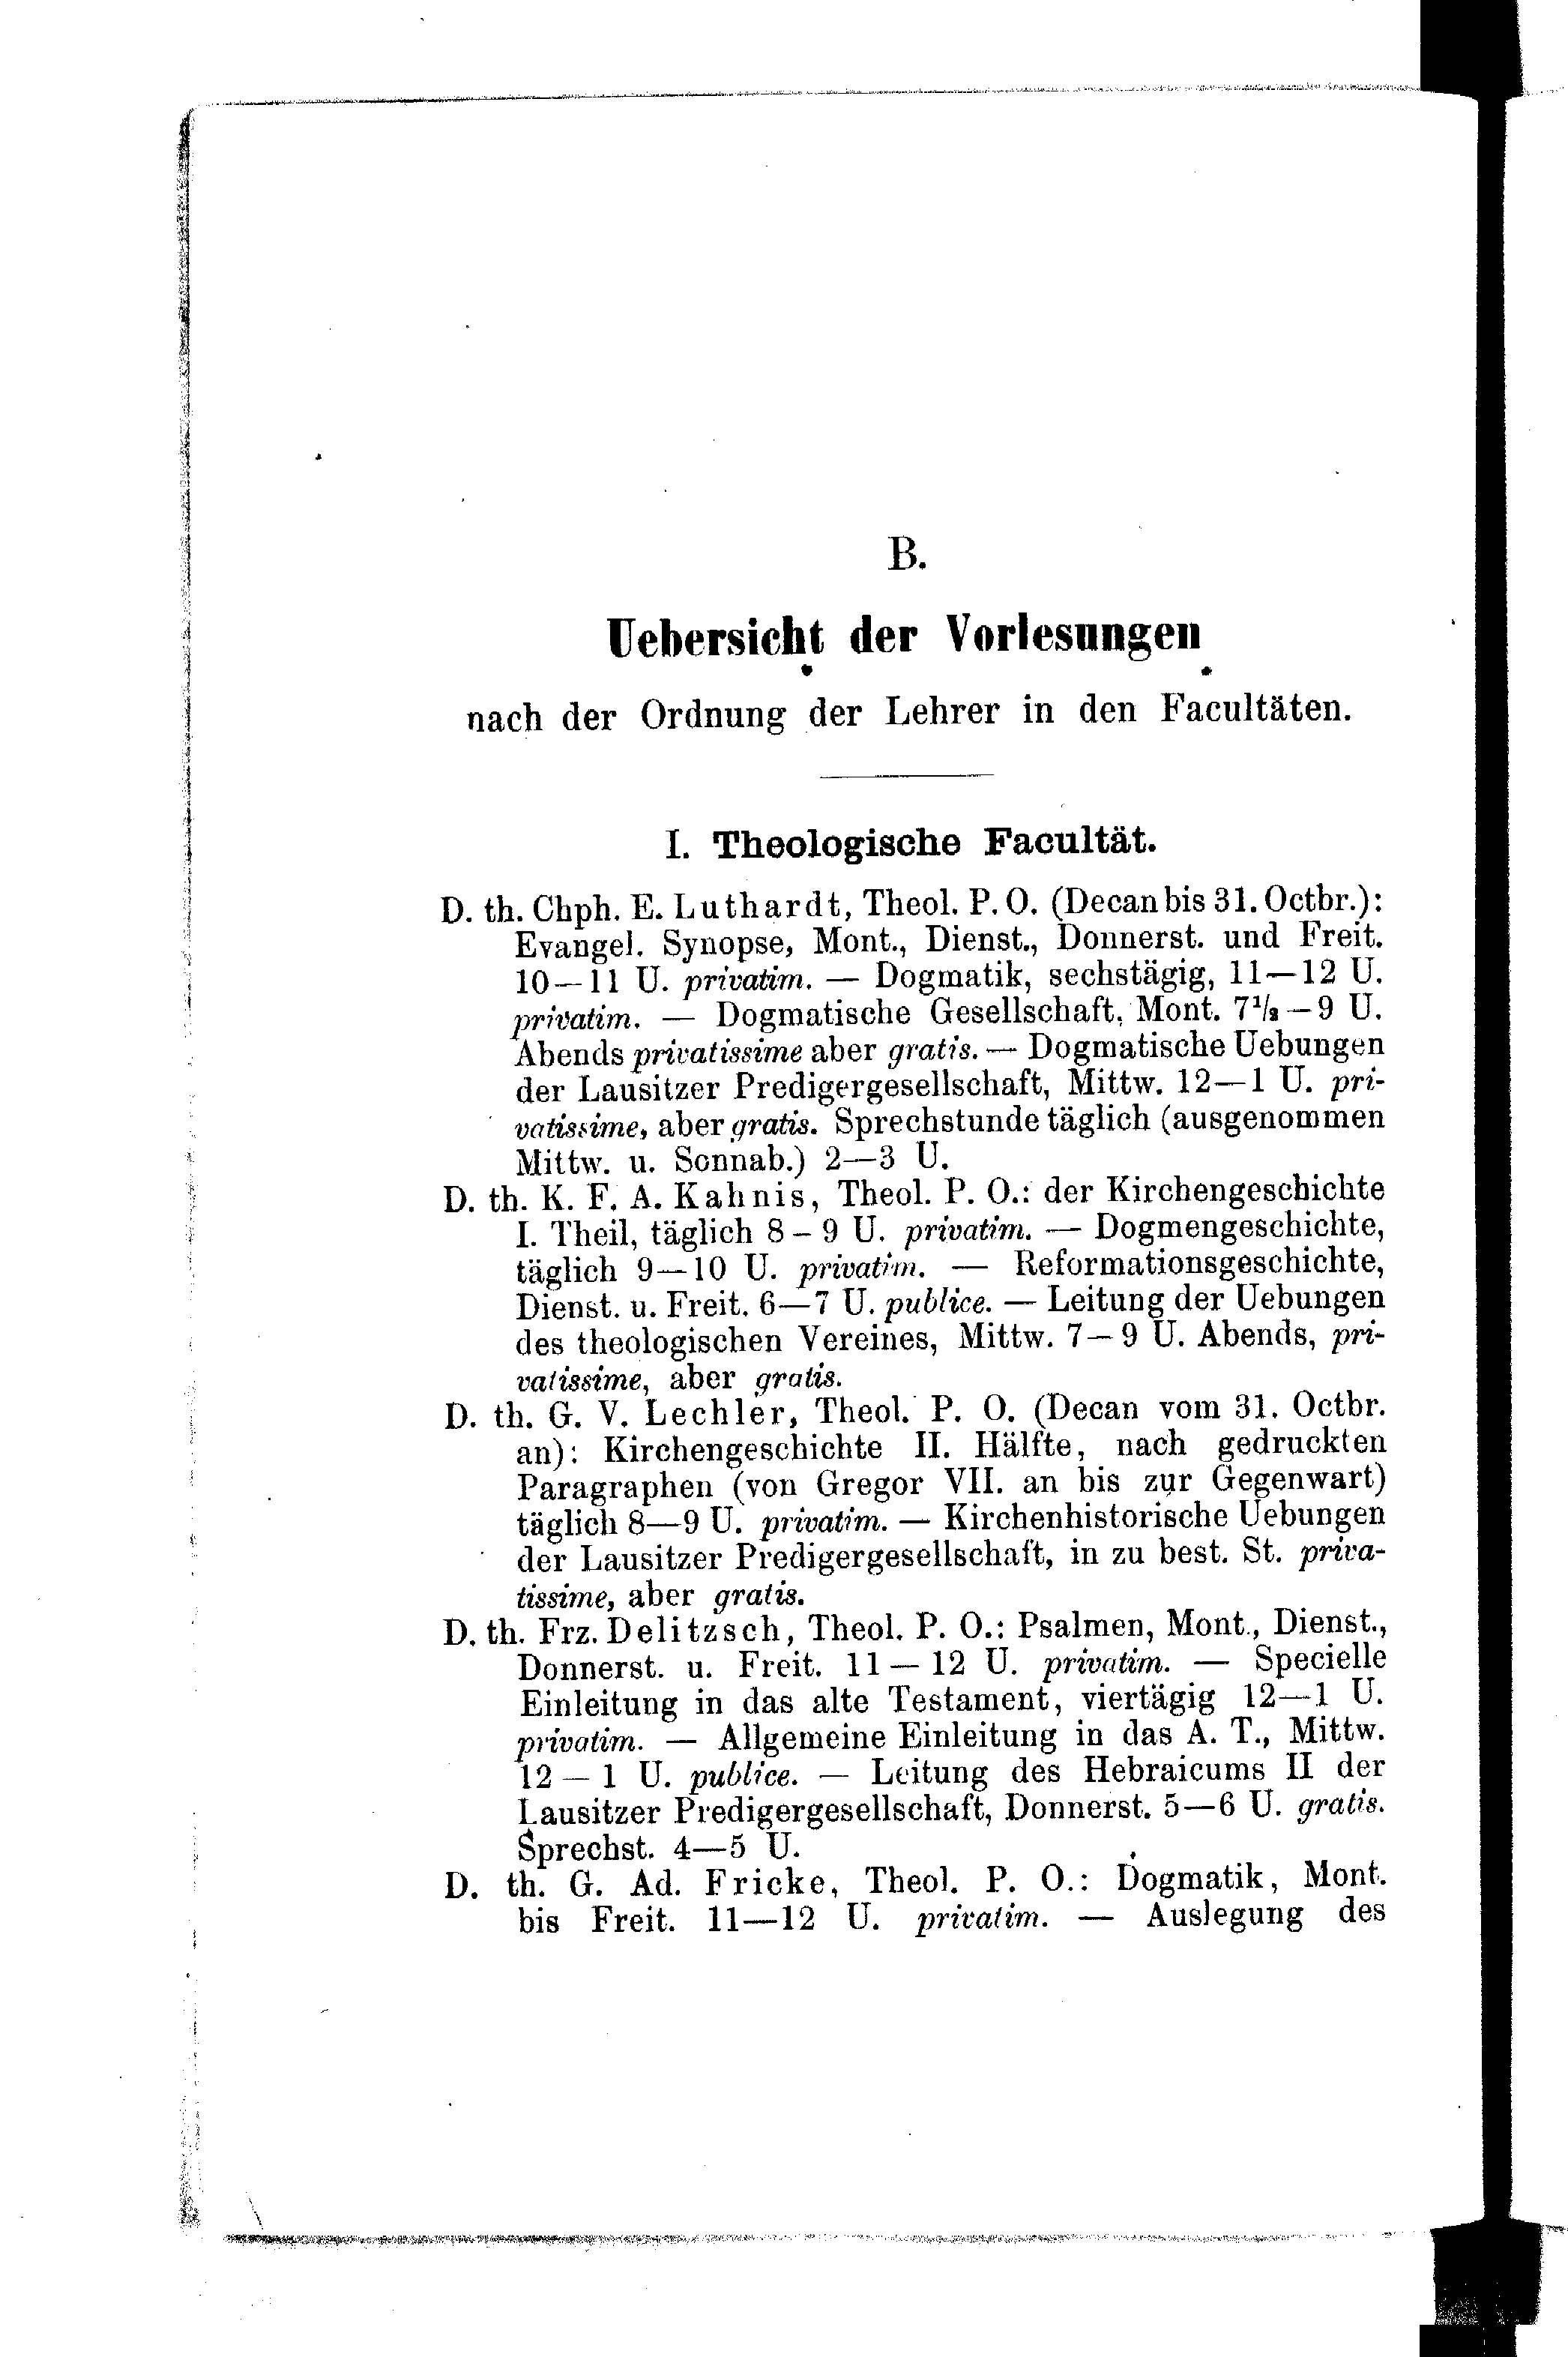 B.
Uebersicht der Vorlesungen
nach der Ordnung der Lehrer in den Facultäten.
I. Theologische Facultät.
D. th. Chph. E. Luthardt, Theol. P. O. (Decan bis 31. Octbr.):
Evangel. Synopse, Mont., Dienst., Donnerst. und Freit.
10—11 U. privatim. — Dogmatik, sechstägig, 11—12 U.
privatim. — Dogmatische Gesellschaft, Mont. 7½—9 U.
Abends privatissime aber gratis. — Dogmatische Uebungen
der Lausitzer Predigergesellschaft, Mittw. 12—1 U. pri-
vatissime, aber gratis. Sprechstunde täglich (ausgenommen
Mittw. u. Sonnab.) 2—3 U.
D. th. K. F. A. Kahnis, Theol. P. O.: der Kirchengeschichte
I. Theil, täglich 8—9 U. privatim. — Dogmengeschichte,
täglich 9—10 U. privatim. — Reformationsgeschichte,
Dienst. u. Freit. 6—7 U. publice. — Leitung der Uebungen
des theologischen Vereines, Mittw. 7—9 U. Abends, pri-
vatissime, aber gratis.
D. th. G. V. Lechler, Theol. P. O. (Decan vom 31. Octbr.
an): Kirchengeschichte II. Hälfte, nach gedruckten
Paragraphen (von Gregor VII. an bis zur Gegenwart)
täglich 8—9 U. privatim. — Kirchenhistorische Uebungen
der Lausitzer Predigergesellschaft, in zu best. St. priva-
tissime, aber gratis.
D. th. Frz. Delitzsch, Theol. P. O.: Psalmen, Mont., Dienst.,
Donnerst. u. Freit. 11—12 U. privatim. — Specielle
Einleitung in das alte Testament, viertägig 12—1 U.
privatim. — Allgemeine Einleitung in das A. T., Mittw.
12—1 U. publice. — Leitung des Hebraicums II der
Lausitzer Predigergesellschaft, Donnerst. 5—6 U. gratis.
Sprechst. 4—5 U.
D. th. G. Ad. Fricke, Theol. P. O.: Dogmatik, Mont.
bis Freit. 11—12 U. privatim. — Auslegung des